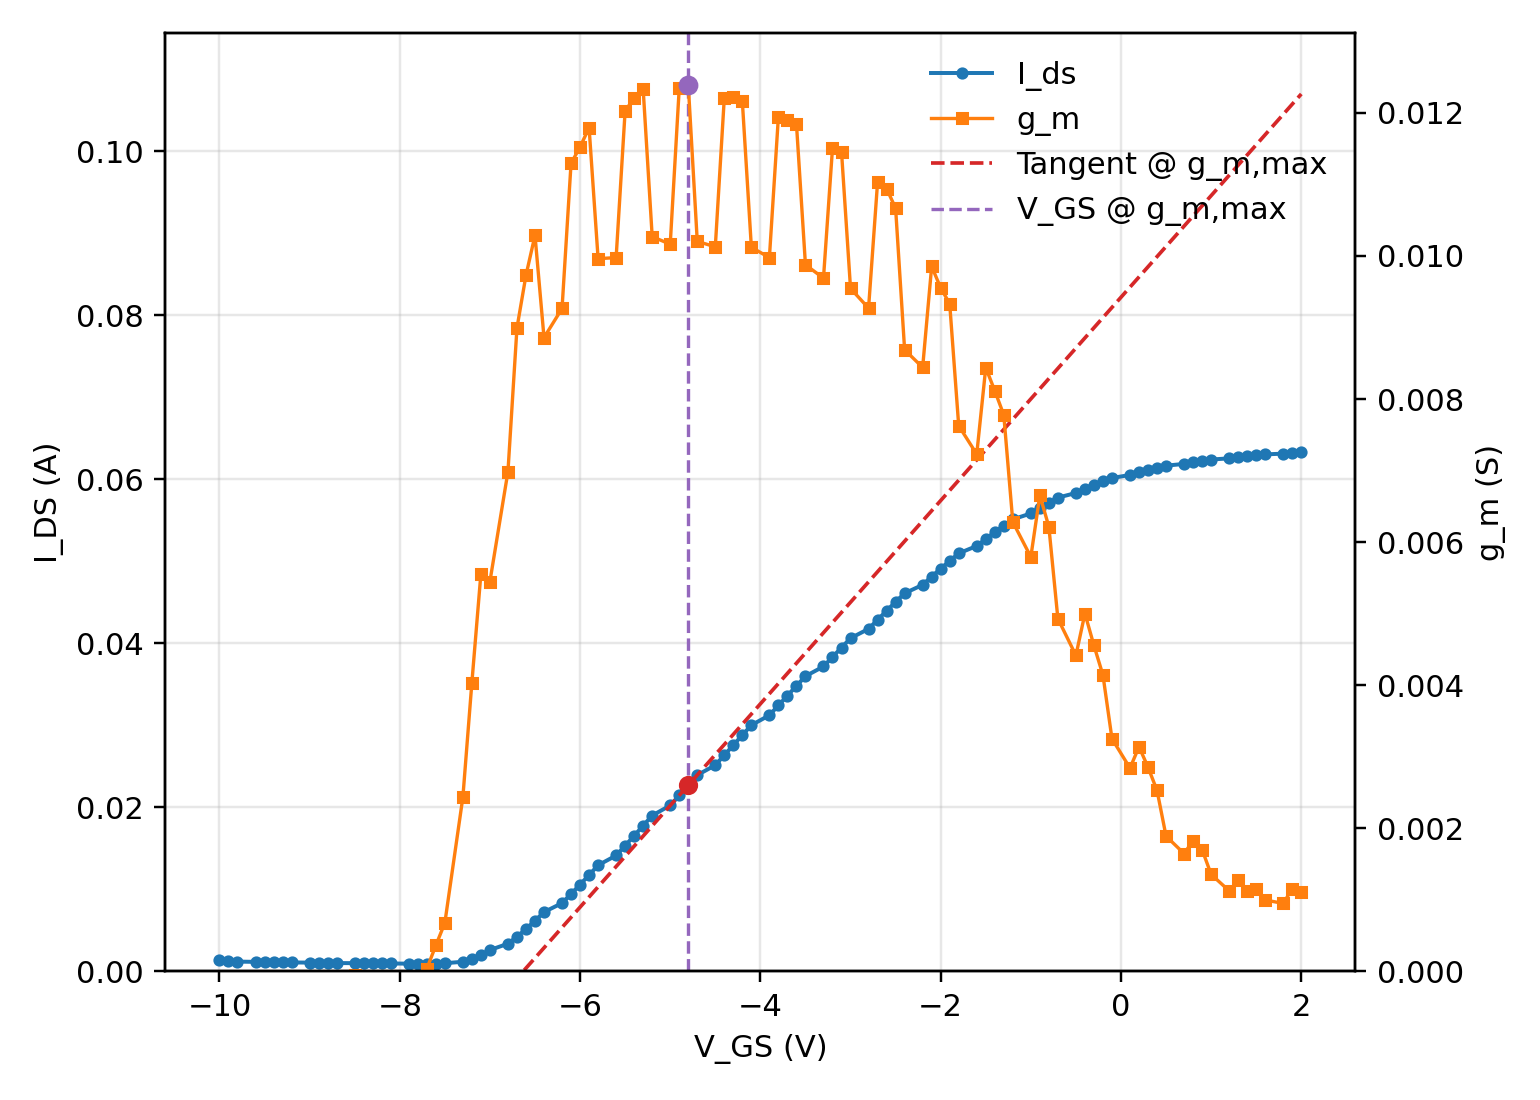 I_ds
g_m
Tangent @ g_m,max
V_GS @ g_m,max
0.10
0.08
0.06
0.04
0.02
0.00
I_DS (A)
0.012
0.010
0.008
0.006
0.004
0.002
0.000
g_m (S)
−10 −8 −6 −4 −2 0 2
V_GS (V)